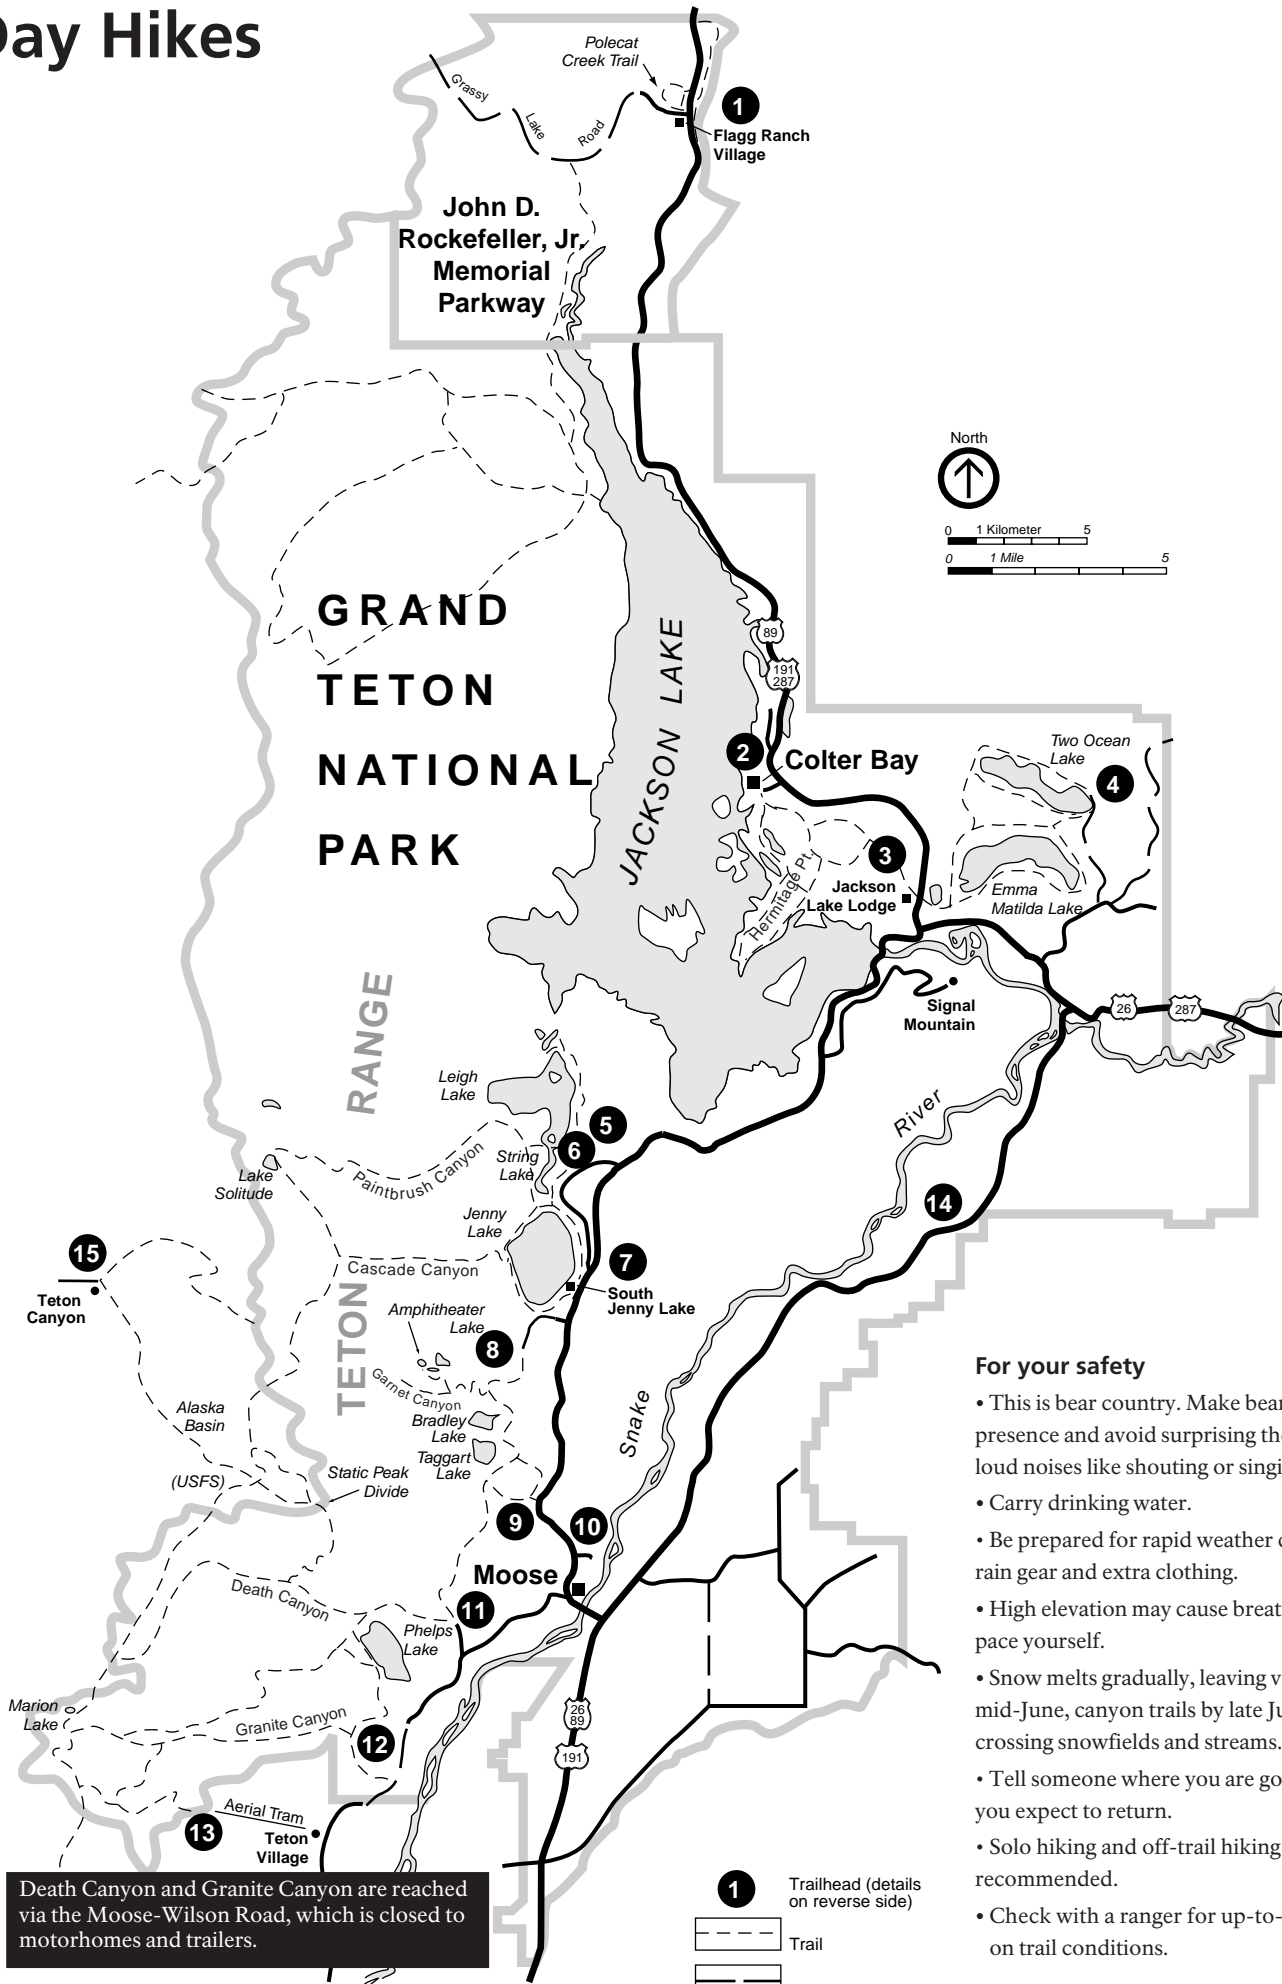 Day Hikes
Polecat
Creek Trail
Grassy
Lake
Road
1
Flagg Ranch
Village
John D.
Rockefeller, Jr.
Memorial
Parkway
North
0 1 Kilometer 5
0 1 Mile 5
GRAND
TETON
NATIONAL
PARK
JACKSON LAKE
89
191
287
2
Colter Bay
Two Ocean
Lake
4
3
Jackson
Lake Lodge
Hermitage Pt.
Emma
Matilda Lake
Signal
Mountain
26
287
TETON RANGE
Leigh
Lake
5
6
String
Lake
Paintbrush Canyon
Lake
Solitude
Jenny
Lake
River
14
15
Teton
Canyon
Cascade Canyon
7
South
Jenny Lake
Amphitheater
Lake
8
Garnet Canyon
Bradley
Lake
Taggart
Lake
Snake
Alaska
Basin
(USFS)
Static Peak
Divide
9
10
Moose
11
Death Canyon
Phelps
Lake
Marion
Lake
Granite Canyon
12
26
89
191
13
Aerial Tram
Teton
Village
Death Canyon and Granite Canyon are reached
via the Moose-Wilson Road, which is closed to
motorhomes and trailers.
1
Trailhead (details
on reverse side)
Trail
For your safety
• This is bear country. Make bear
presence and avoid surprising the
loud noises like shouting or singi
• Carry drinking water.
• Be prepared for rapid weather c
rain gear and extra clothing.
• High elevation may cause breat
pace yourself.
• Snow melts gradually, leaving v
mid-June, canyon trails by late Ju
crossing snowfields and streams.
• Tell someone where you are go
you expect to return.
• Solo hiking and off-trail hiking
recommended.
• Check with a ranger for up-to-
on trail conditions.